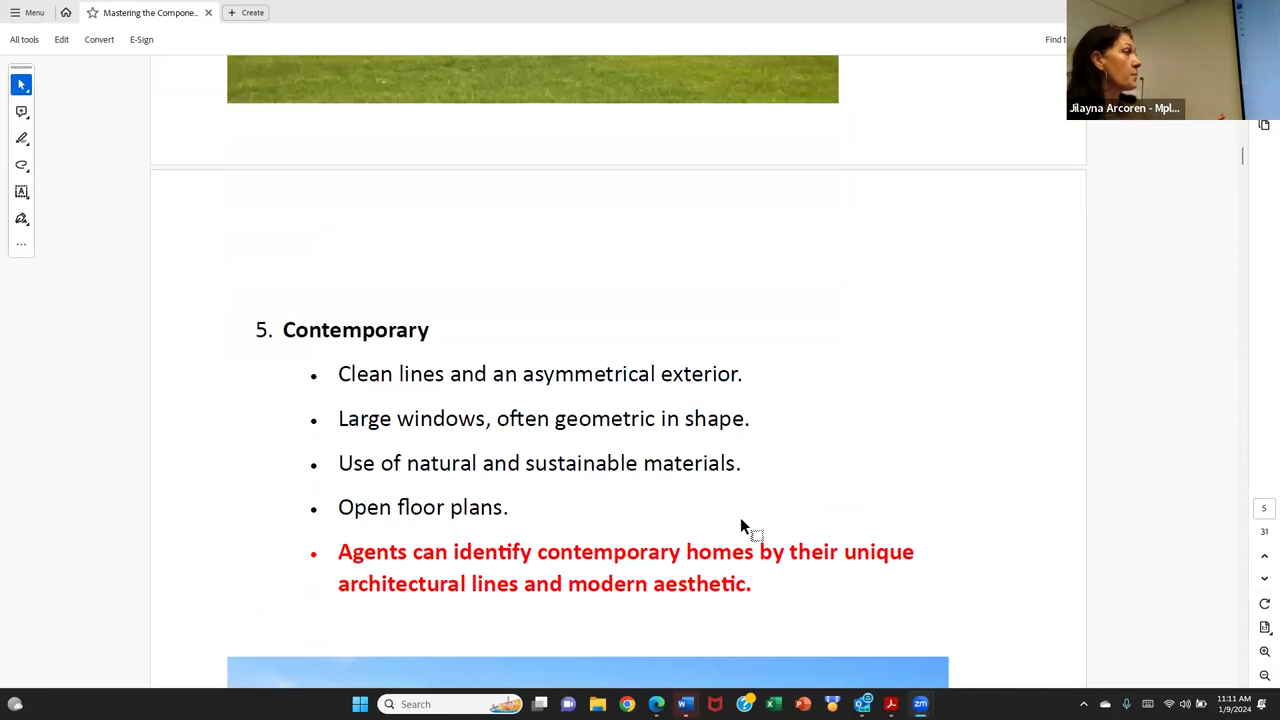 Menu
Mastering the Compone...
Create
All tools
Edit
Convert
E-Sign
Find t
Jilayna Arcoren - Mpl...
5. Contemporary
• Clean lines and an asymmetrical exterior.
• Large windows, often geometric in shape.
• Use of natural and sustainable materials.
• Open floor plans.
• Agents can identify contemporary homes by their unique
architectural lines and modern aesthetic.
5
31
Search
11:11 AM
1/9/2024